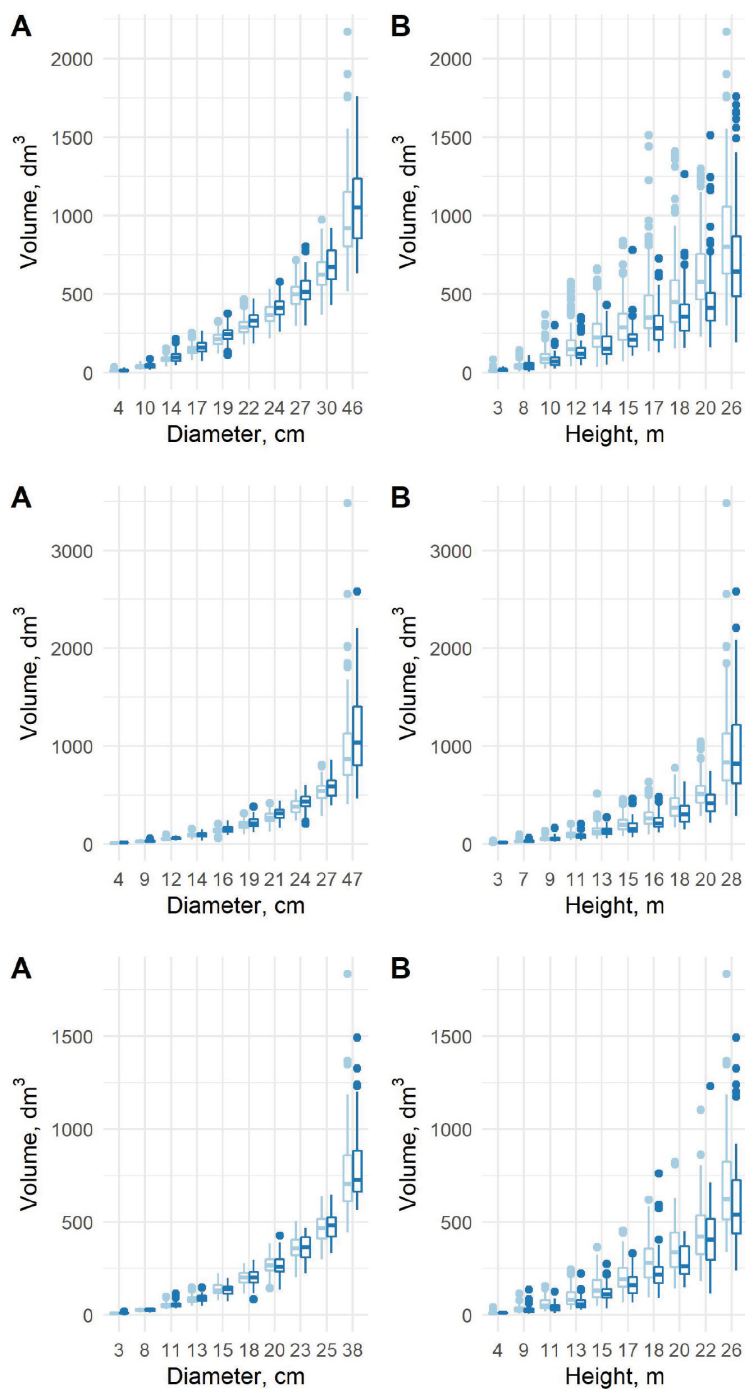 A
B
Volume, dm³
2000
1500
1000
500
0
4 10 14 17 19 22 24 27 30 46
Diameter, cm
Volume, dm³
2000
1500
1000
500
0
3 8 10 12 14 15 17 18 20 26
Height, m
A
B
Volume, dm³
3000
2000
1000
0
4 9 12 14 16 19 21 24 27 47
Diameter, cm
Volume, dm³
3000
2000
1000
0
3 7 9 11 13 15 16 18 20 28
Height, m
A
B
Volume, dm³
1500
1000
500
0
3 8 11 13 15 18 20 23 25 38
Diameter, cm
Volume, dm³
1500
1000
500
0
4 9 11 13 15 17 18 20 22 26
Height, m